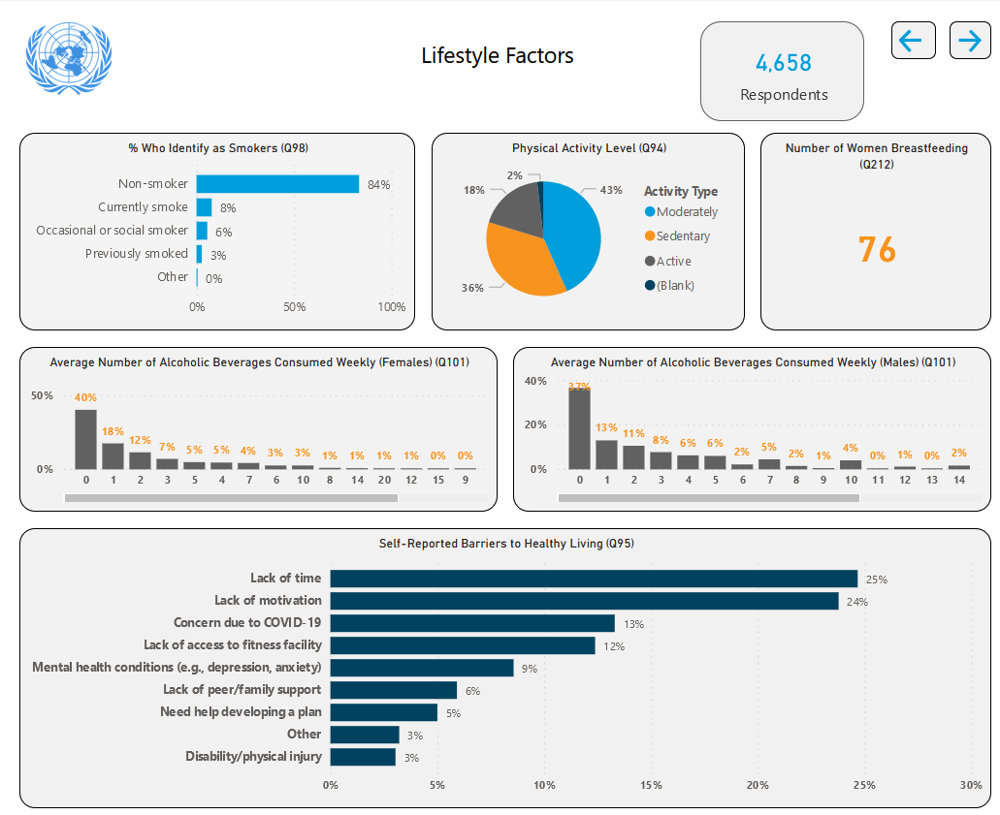 Lifestyle Factors
4,658
Respondents
% Who Identify as Smokers (Q98)
Non-smoker 84%
Currently smoke 8%
Occasional or social smoker 6%
Previously smoked 3%
Other 0%
0% 50% 100%
Physical Activity Level (Q94)
2%
18% 43%
36%
Activity Type
Moderately
Sedentary
Active
(Blank)
Number of Women Breastfeeding
(Q212)
76
Average Number of Alcoholic Beverages Consumed Weekly (Females) (Q101)
50%
40% 18% 12% 7% 5% 5% 4% 3% 3% 1% 1% 1% 1% 0% 0%
0%
0 1 2 3 5 4 7 6 10 8 14 20 12 15 9
Average Number of Alcoholic Beverages Consumed Weekly (Males) (Q101)
40%
37% 13% 11% 8% 6% 6% 2% 5% 2% 1% 4% 0% 1% 0% 2%
20%
0%
0 1 2 3 4 5 6 7 8 9 10 11 12 13 14
Self-Reported Barriers to Healthy Living (Q95)
Lack of time 25%
Lack of motivation 24%
Concern due to COVID-19 13%
Lack of access to fitness facility 12%
Mental health conditions (e.g., depression, anxiety) 9%
Lack of peer/family support 6%
Need help developing a plan 5%
Other 3%
Disability/physical injury 3%
0% 5% 10% 15% 20% 25% 30%